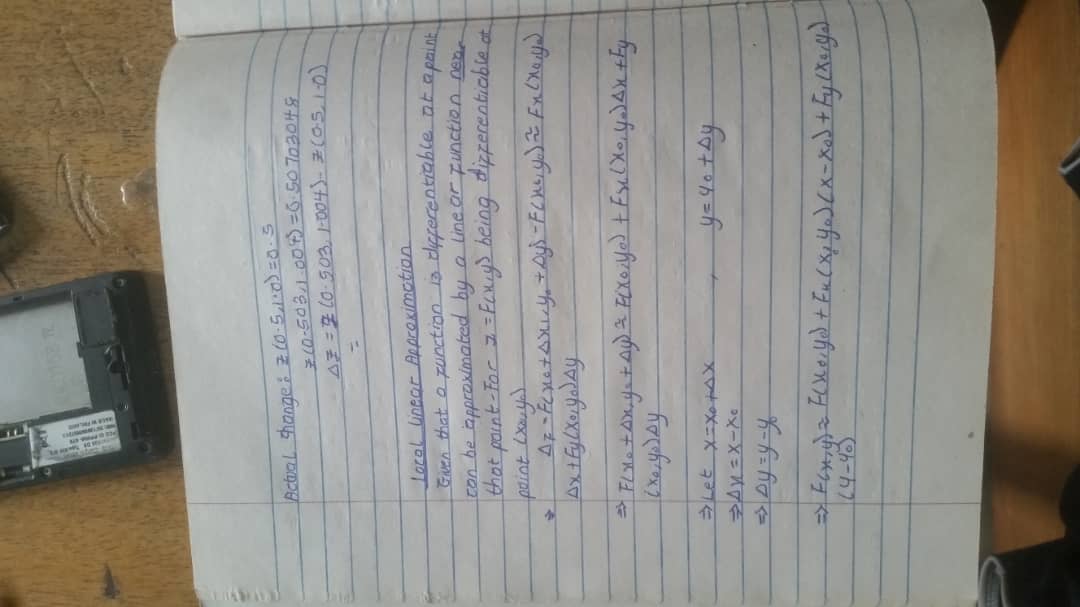 Actual change: z(0.5,1.0)=0.5
z(0.503, 1.004)=0.50703048
Δz = z(0.503, 1.004) - z(0.5, 1.0)
=
Local Linear Approximation
Given that a function is differentiable at a point
can be approximated by a linear function near
that point. For z = F(x,y) being differentiable at
point (x₀,y₀)
⇒ Δz = F(x₀+Δx, y₀+Δy) - F(x₀,y₀) ≈ Fx(x₀,y₀)
Δx + Fy(x₀,y₀)Δy
⇒ F(x₀+Δx, y₀+Δy) ≈ F(x₀,y₀) + Fx(x₀,y₀)Δx + Fy
(x₀,y₀)Δy
⇒ Let x=x₀+Δx , y=y₀+Δy
⇒ Δx = x-x₀
⇒ Δy = y-y₀
⇒ F(x,y) ≈ F(x₀,y₀) + Fx(x₀,y₀)(x-x₀) + Fy(x₀,y₀)
(y-y₀)